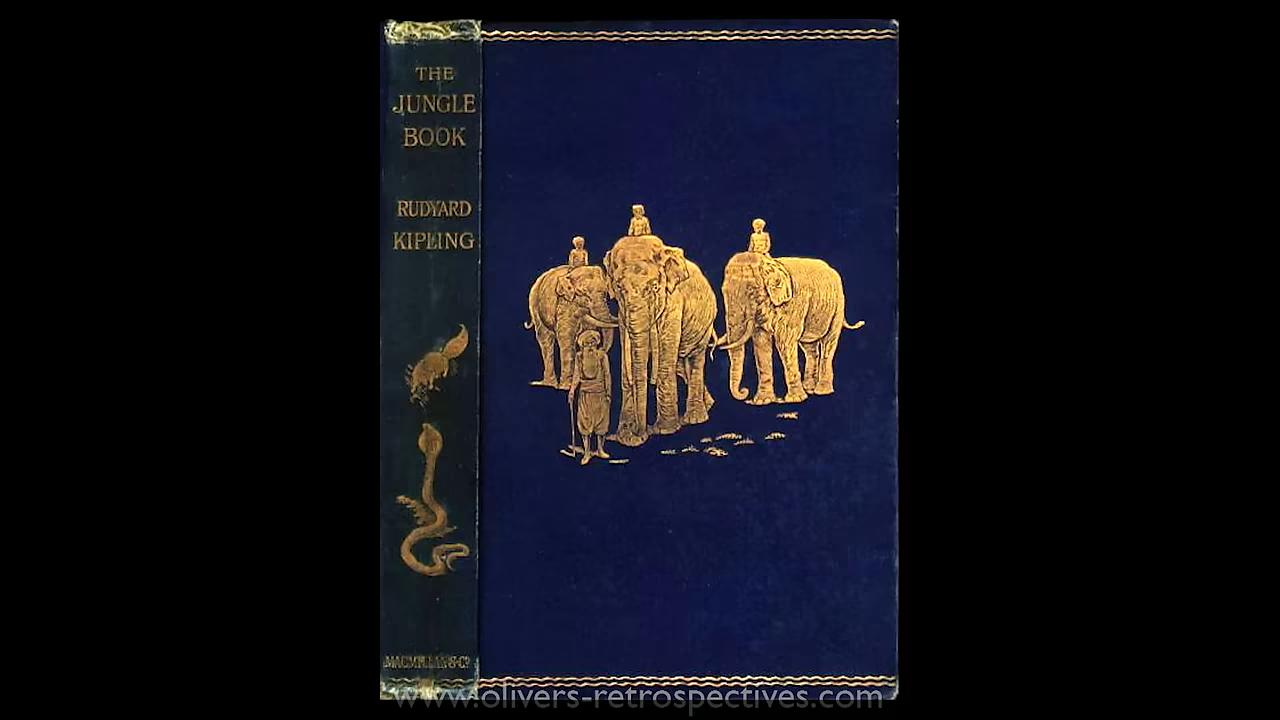 THE
JUNGLE
BOOK
RUDYARD
KIPLING
MACMILLAN & Co
www.olivers-retrospectives.com